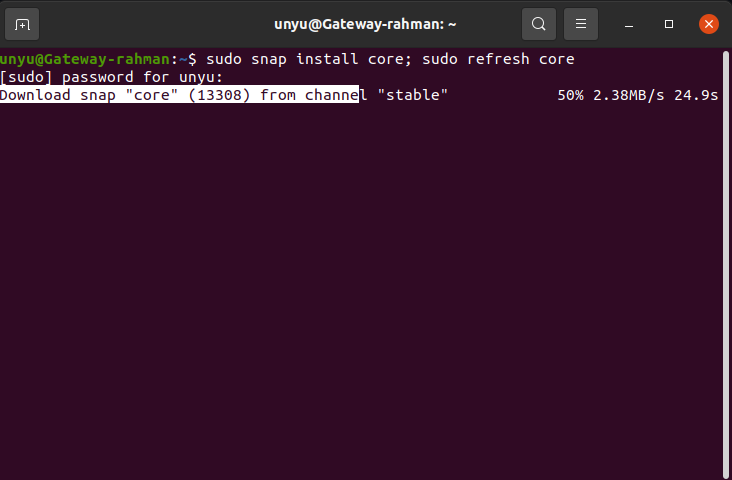 unyu@Gateway-rahman: ~
unyu@Gateway-rahman:~$ sudo snap install core; sudo refresh core
[sudo] password for unyu:
Download snap "core" (13308) from channel "stable" 50% 2.38MB/s 24.9s